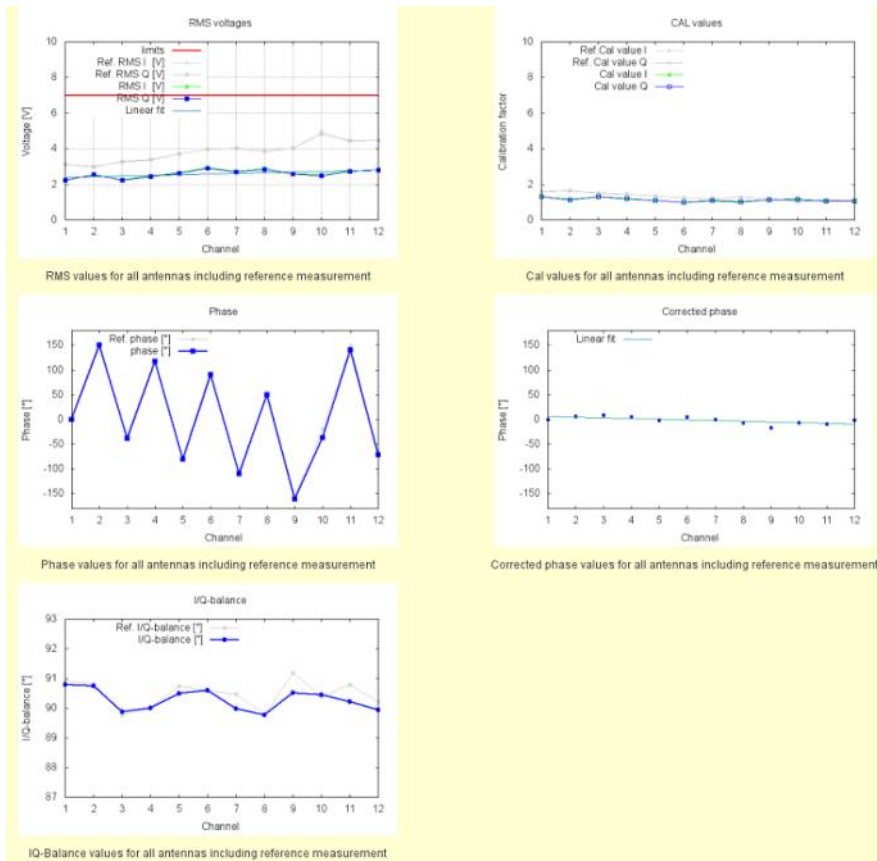 RMS voltages
limits
Ref. RMS I [V]
Ref. RMS Q [V]
RMS I [V]
RMS Q [V]
Linear fit
Voltage [V]
10
8
6
4
2
0
1 2 3 4 5 6 7 8 9 10 11 12
Channel
RMS values for all antennas including reference measurement
CAL values
Ref.Cal value I
Ref. Cal value Q
Cal value I
Cal value Q
Calibration factor
10
8
6
4
2
0
1 2 3 4 5 6 7 8 9 10 11 12
Channel
Cal values for all antennas including reference measurement
Phase
Ref. phase [°]
phase [°]
Phase [°]
150
100
50
0
-50
-100
-150
1 2 3 4 5 6 7 8 9 10 11 12
Channel
Phase values for all antennas including reference measurement
Corrected phase
Linear fit
Phase [°]
150
100
50
0
-50
-100
-150
1 2 3 4 5 6 7 8 9 10 11 12
Channel
Corrected phase values for all antennas including reference measurement
I/Q-balance
Ref. I/Q-balance [°]
I/Q-balance [°]
I/Q-balance [°]
93
92
91
90
89
88
87
1 2 3 4 5 6 7 8 9 10 11 12
Channel
IQ-Balance values for all antennas including reference measurement